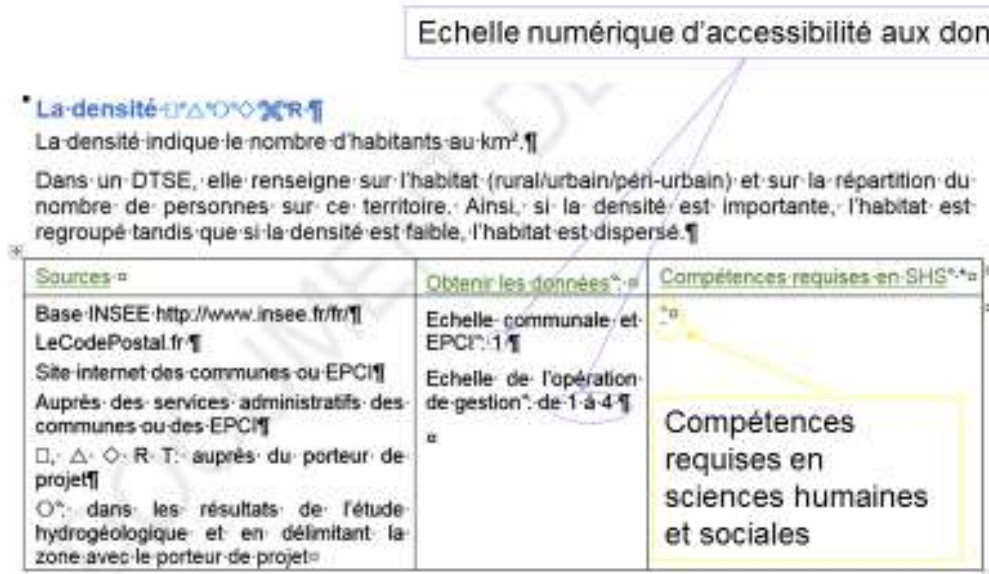 Echelle numérique d'accessibilité aux don
La·densité·□°△°○°◇°⌘°R·¶
La·densité·indique·le·nombre·d'habitants·au·km².¶
Dans·un·DTSE,·elle·renseigne·sur·l'habitat·(rural/urbain/péri-urbain)·et·sur·la·répartition·du·
nombre·de·personnes·sur·ce·territoire.·Ainsi,·si·la·densité·est·importante,·l'habitat·est·
regroupé·tandis·que·si·la·densité·est·faible,·l'habitat·est·dispersé.¶
Sources·¤
Base·INSEE·http://www.insee.fr/fr/¶
LeCodePostal.fr·¶
Site·internet·des·communes·ou·EPCI¶
Auprès·des·services·administratifs·des·
communes·ou·des·EPCI¶
□,·△·◇·R·T:·auprès·du·porteur·de·
projet¶
○°:·dans·les·résultats·de·l'étude·
hydrogéologique·et·en·délimitant·la·
zone·avec·le·porteur·de·projet¤
Obtenir·les·données°:·¤
Echelle·communale·et·
EPCI°:·1·¶
Echelle·de·l'opération·
de·gestion°:·de·1·à·4·¶
¤
Compétences·requises·en·SHS°·*¤
*¤
Compétences
requises en
sciences humaines
et sociales